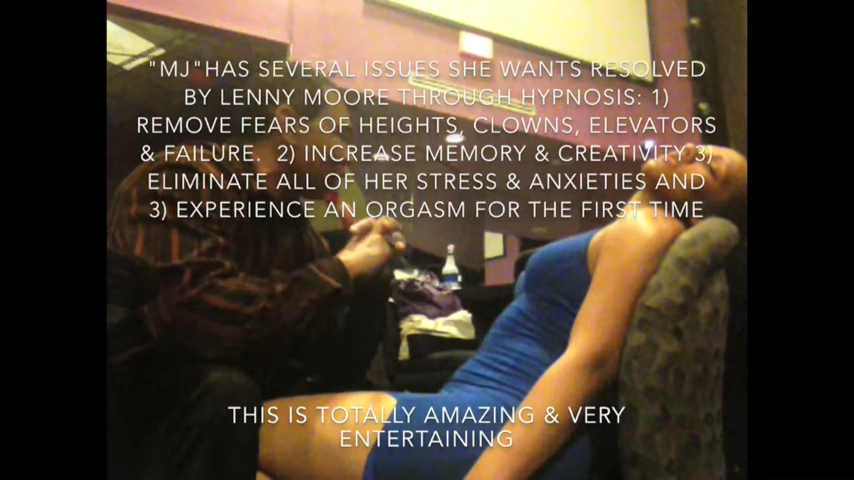 "MJ"HAS SEVERAL ISSUES SHE WANTS RESOLVED
BY LENNY MOORE THROUGH HYPNOSIS: 1)
REMOVE FEARS OF HEIGHTS, CLOWNS, ELEVATORS
& FAILURE. 2) INCREASE MEMORY & CREATIVITY 3)
ELIMINATE ALL OF HER STRESS & ANXIETIES AND
3) EXPERIENCE AN ORGASM FOR THE FIRST TIME
THIS IS TOTALLY AMAZING & VERY
ENTERTAINING